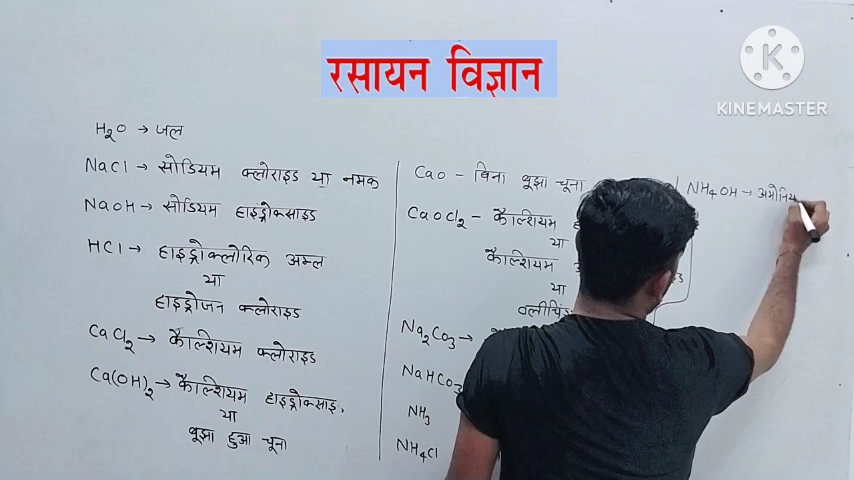 रसायन विज्ञान
K
KINEMASTER
H₂O → जल
NaCl → सोडियम क्लोराइड या नमक
NaOH → सोडियम हाइड्रोक्साइड
HCl → हाइड्रोक्लोरिक अम्ल
या
हाइड्रोजन क्लोराइड
CaCl₂ → कैल्शियम क्लोराइड
Ca(OH)₂ → कैल्शियम हाइड्रोक्साइ.
या
बूझा हुआ चूना
CaO - विना बूझा चूना
CaOCl₂ - कैल्शियम
या
कैल्शियम
या
Na₂CO₃ →
NaHCO₃
NH₃
NH₄Cl
NH₄OH → अमोनिय